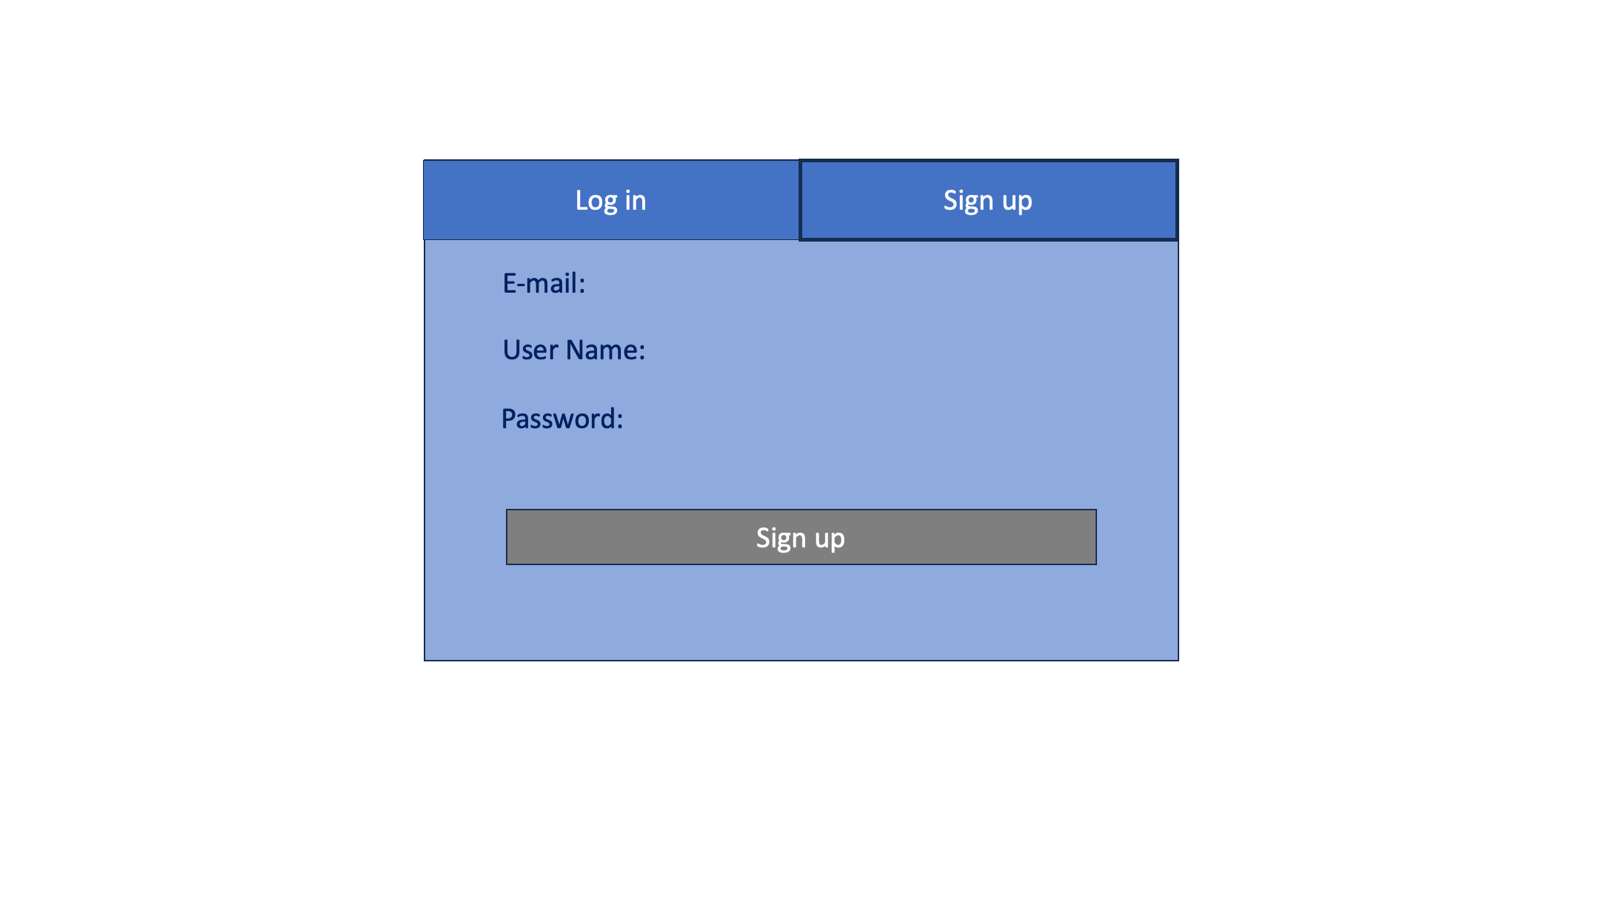 Log in
Sign up
E-mail:
User Name:
Password:
Sign up